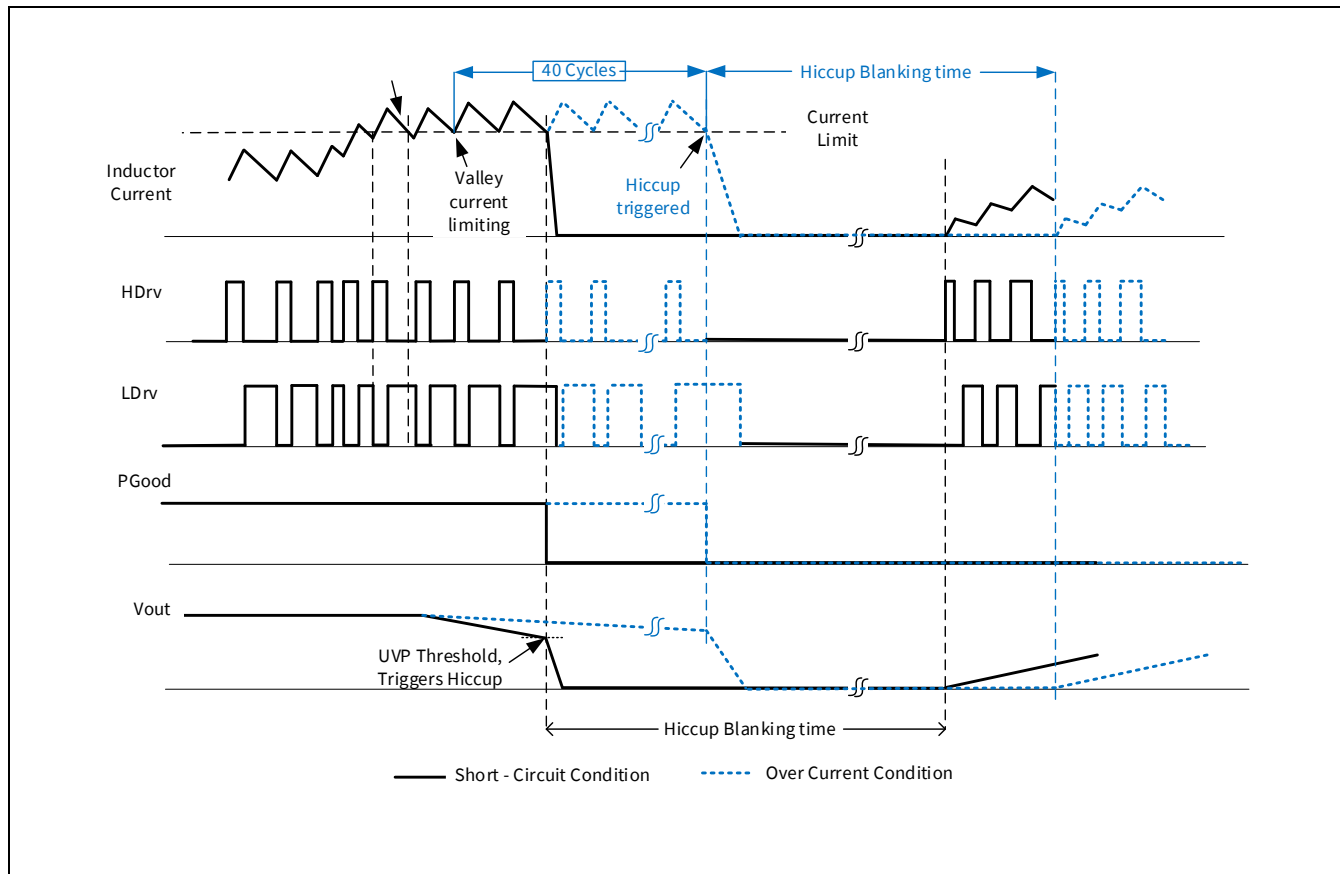 40 Cycles
Hiccup Blanking time
Current
Limit
Inductor
Current
Valley
current
limiting
Hiccup
triggered
HDrv
LDrv
PGood
Vout
UVP Threshold,
Triggers Hiccup
Hiccup Blanking time
Short - Circuit Condition
Over Current Condition